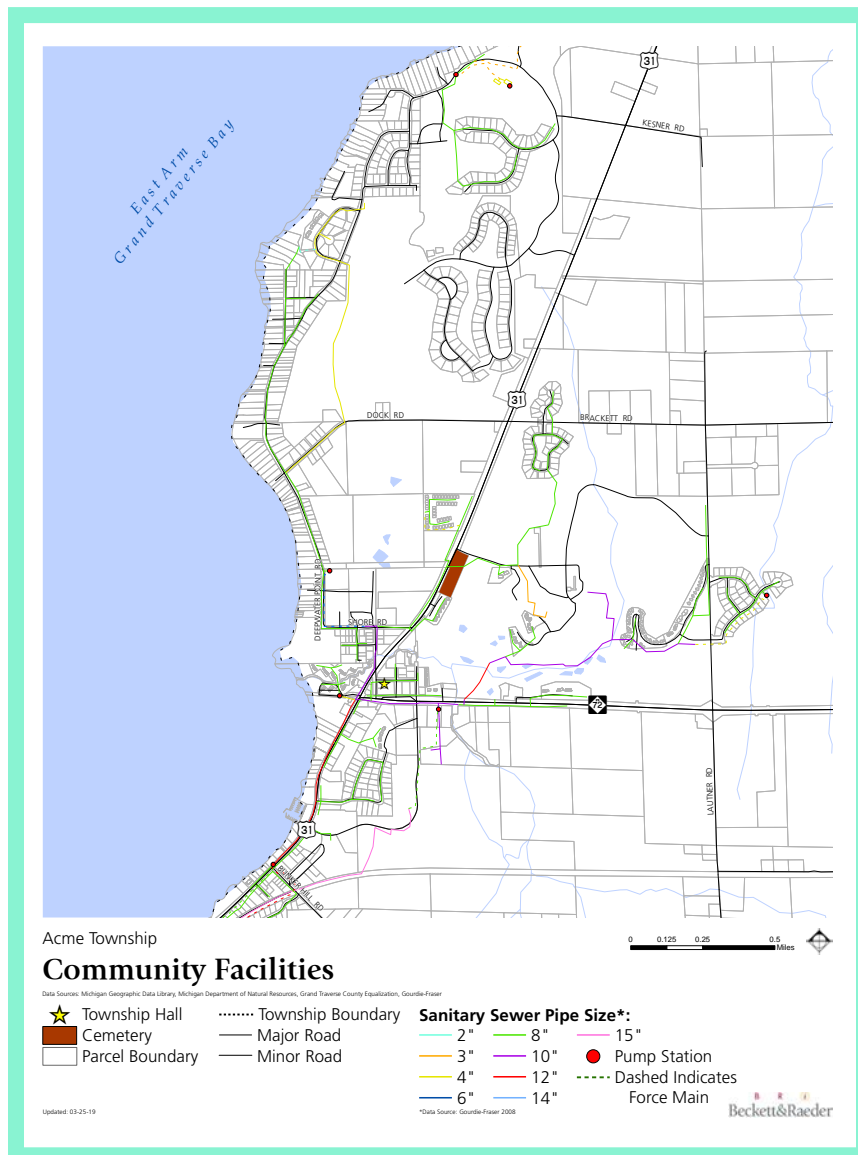 31
KESNER RD
East Arm
Grand Traverse Bay
31
DOCK RD
BRACKETT RD
DEEPWATER POINT RD
SHORE RD
72
LAUTNER RD
31
BUNKER HILL RD
Acme Township
0 0.125 0.25 0.5
Miles
Community Facilities
Data Sources: Michigan Geographic Data Library, Michigan Department of Natural Resources, Grand Traverse County Equalization, Gourdie-Fraser
Township Hall
Cemetery
Parcel Boundary
Township Boundary
Major Road
Minor Road
Sanitary Sewer Pipe Size*:
2"
3"
4"
6"
8"
10"
12"
14"
15"
Pump Station
Dashed Indicates
Force Main
*Data Source: Gourdie-Fraser 2008
Updated: 03-25-19
B R i
Beckett&Raeder